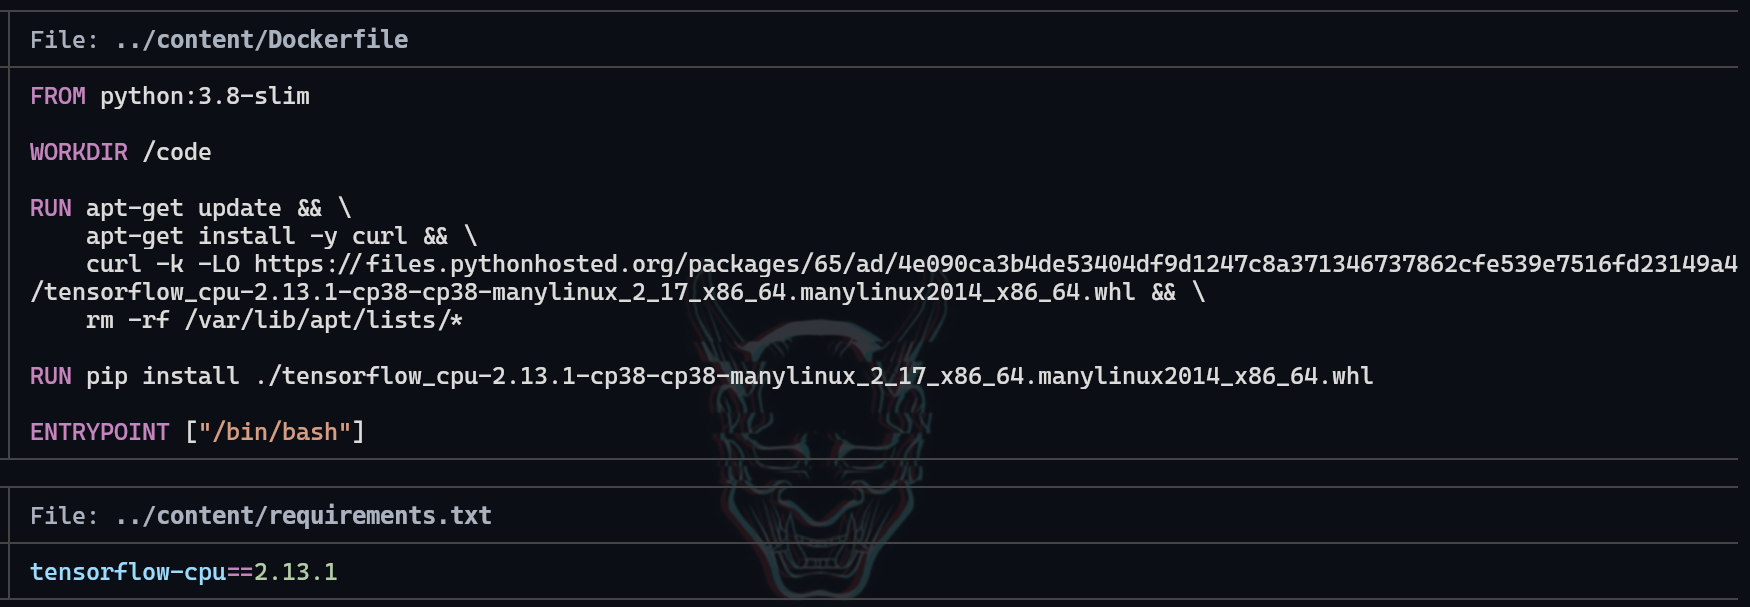 File: ../content/Dockerfile
FROM python:3.8-slim
WORKDIR /code
RUN apt-get update && \
    apt-get install -y curl && \
    curl -k -LO https://files.pythonhosted.org/packages/65/ad/4e090ca3b4de53404df9d1247c8a371346737862cfe539e7516fd23149a4
/tensorflow_cpu-2.13.1-cp38-cp38-manylinux_2_17_x86_64.manylinux2014_x86_64.whl && \
    rm -rf /var/lib/apt/lists/*
RUN pip install ./tensorflow_cpu-2.13.1-cp38-cp38-manylinux_2_17_x86_64.manylinux2014_x86_64.whl
ENTRYPOINT ["/bin/bash"]
File: ../content/requirements.txt
tensorflow-cpu==2.13.1